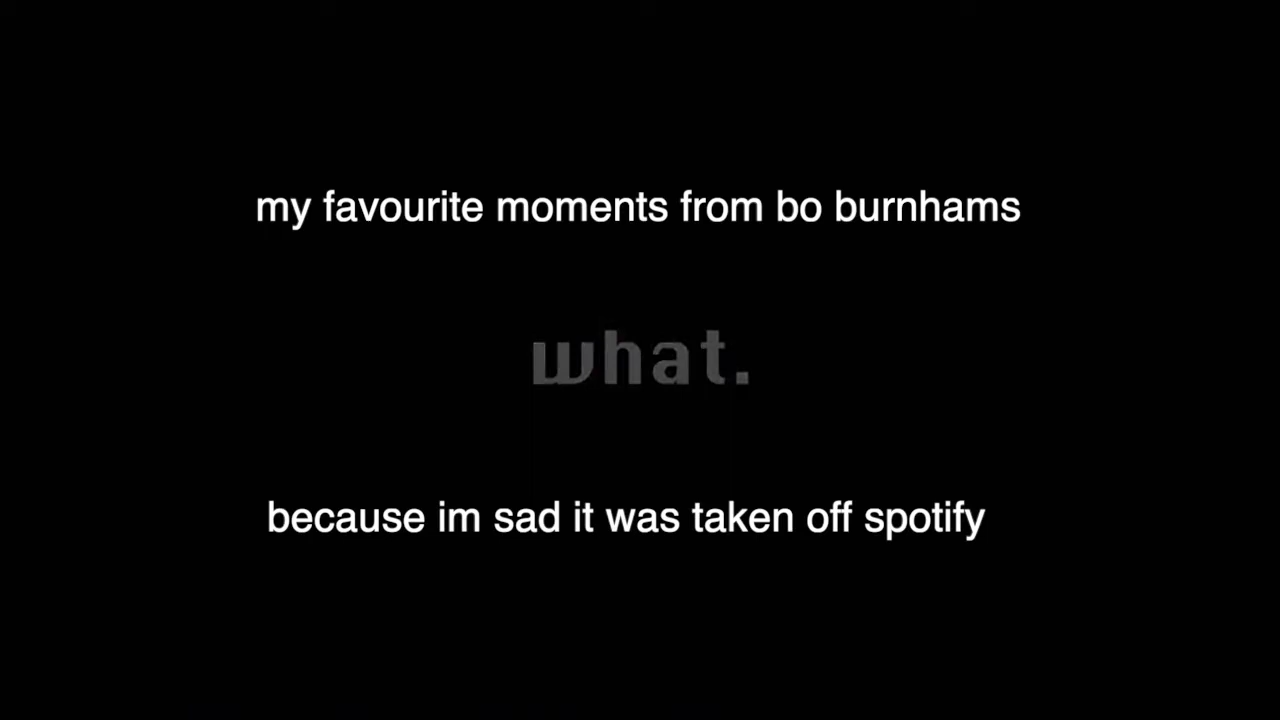 my favourite moments from bo burnhams
what.
because im sad it was taken off spotify